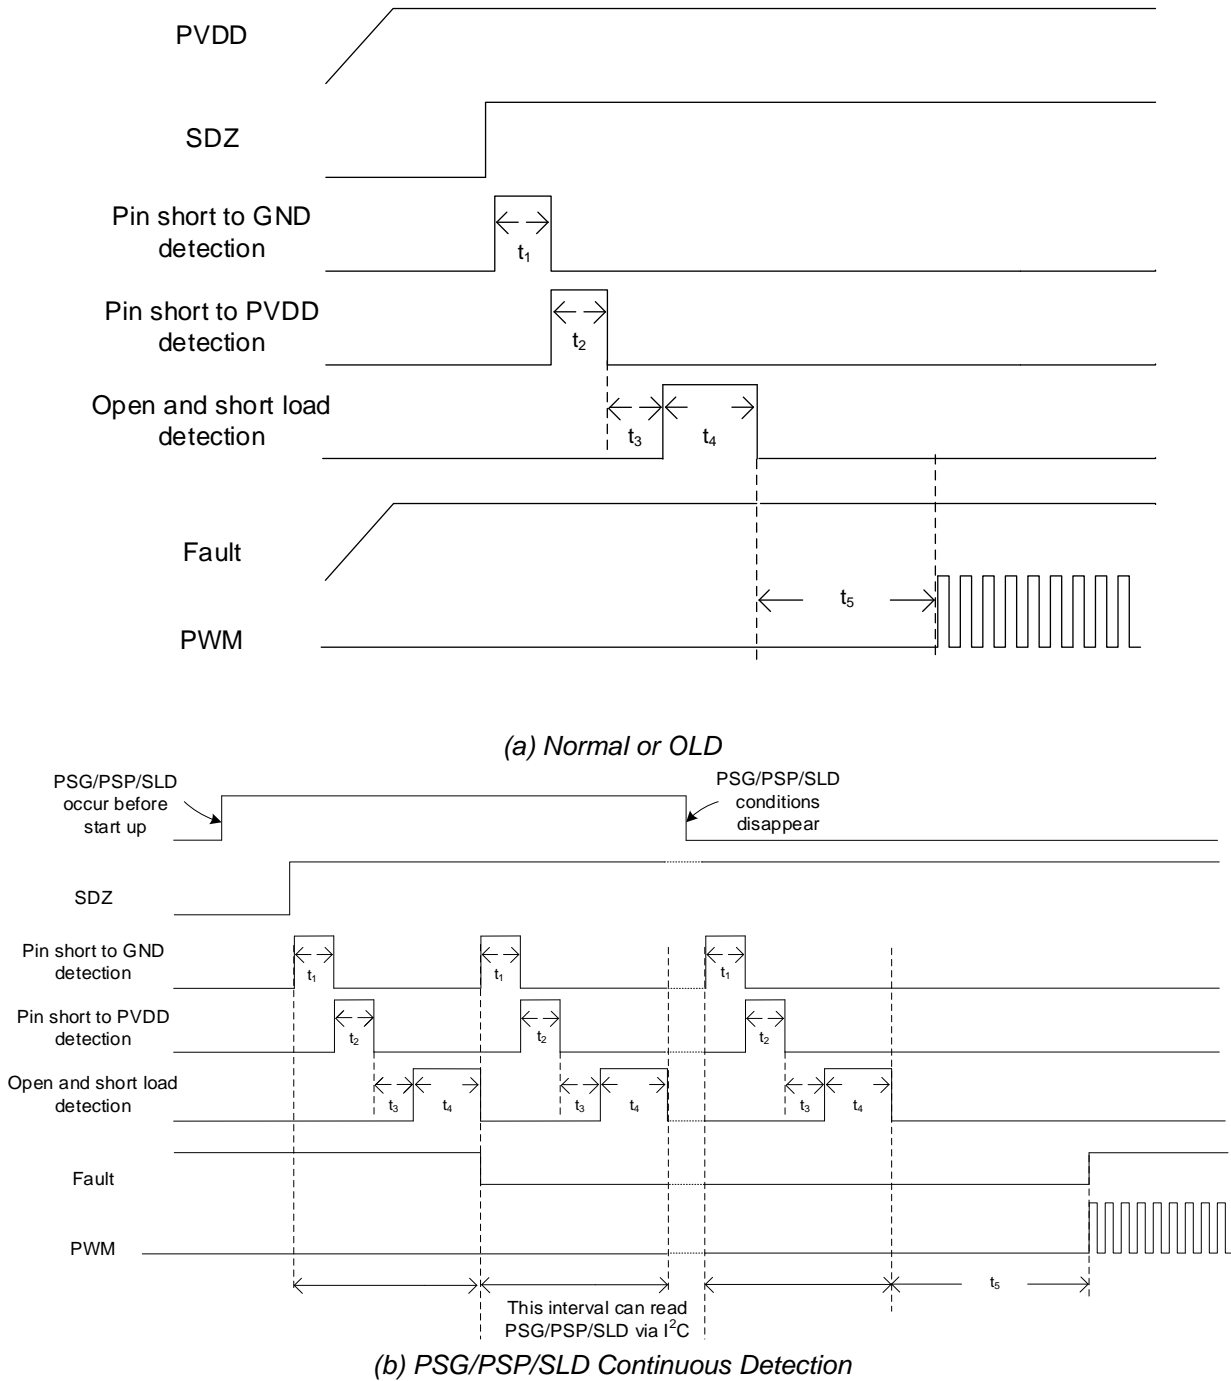 PVDD
SDZ
Pin short to GND
detection
t₁
Pin short to PVDD
detection
t₂
Open and short load
detection
t₃
t₄
Fault
t₅
PWM
(a) Normal or OLD
PSG/PSP/SLD
occur before
start up
PSG/PSP/SLD
conditions
disappear
SDZ
Pin short to GND
detection
t₁
t₁
t₁
Pin short to PVDD
detection
t₂
t₂
t₂
Open and short load
detection
t₃
t₄
t₃
t₄
t₃
t₄
Fault
PWM
t₅
This interval can read
PSG/PSP/SLD via I²C
(b) PSG/PSP/SLD Continuous Detection